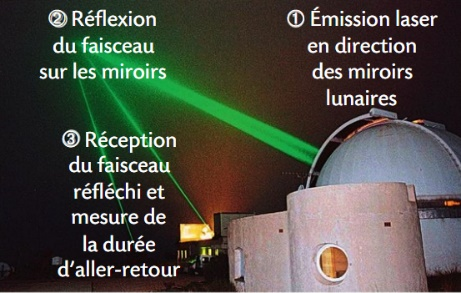 ① Émission laser
en direction
des miroirs
lunaires
② Réflexion
du faisceau
sur les miroirs
③ Réception
du faisceau
réfléchi et
mesure de
la durée
d'aller-retour